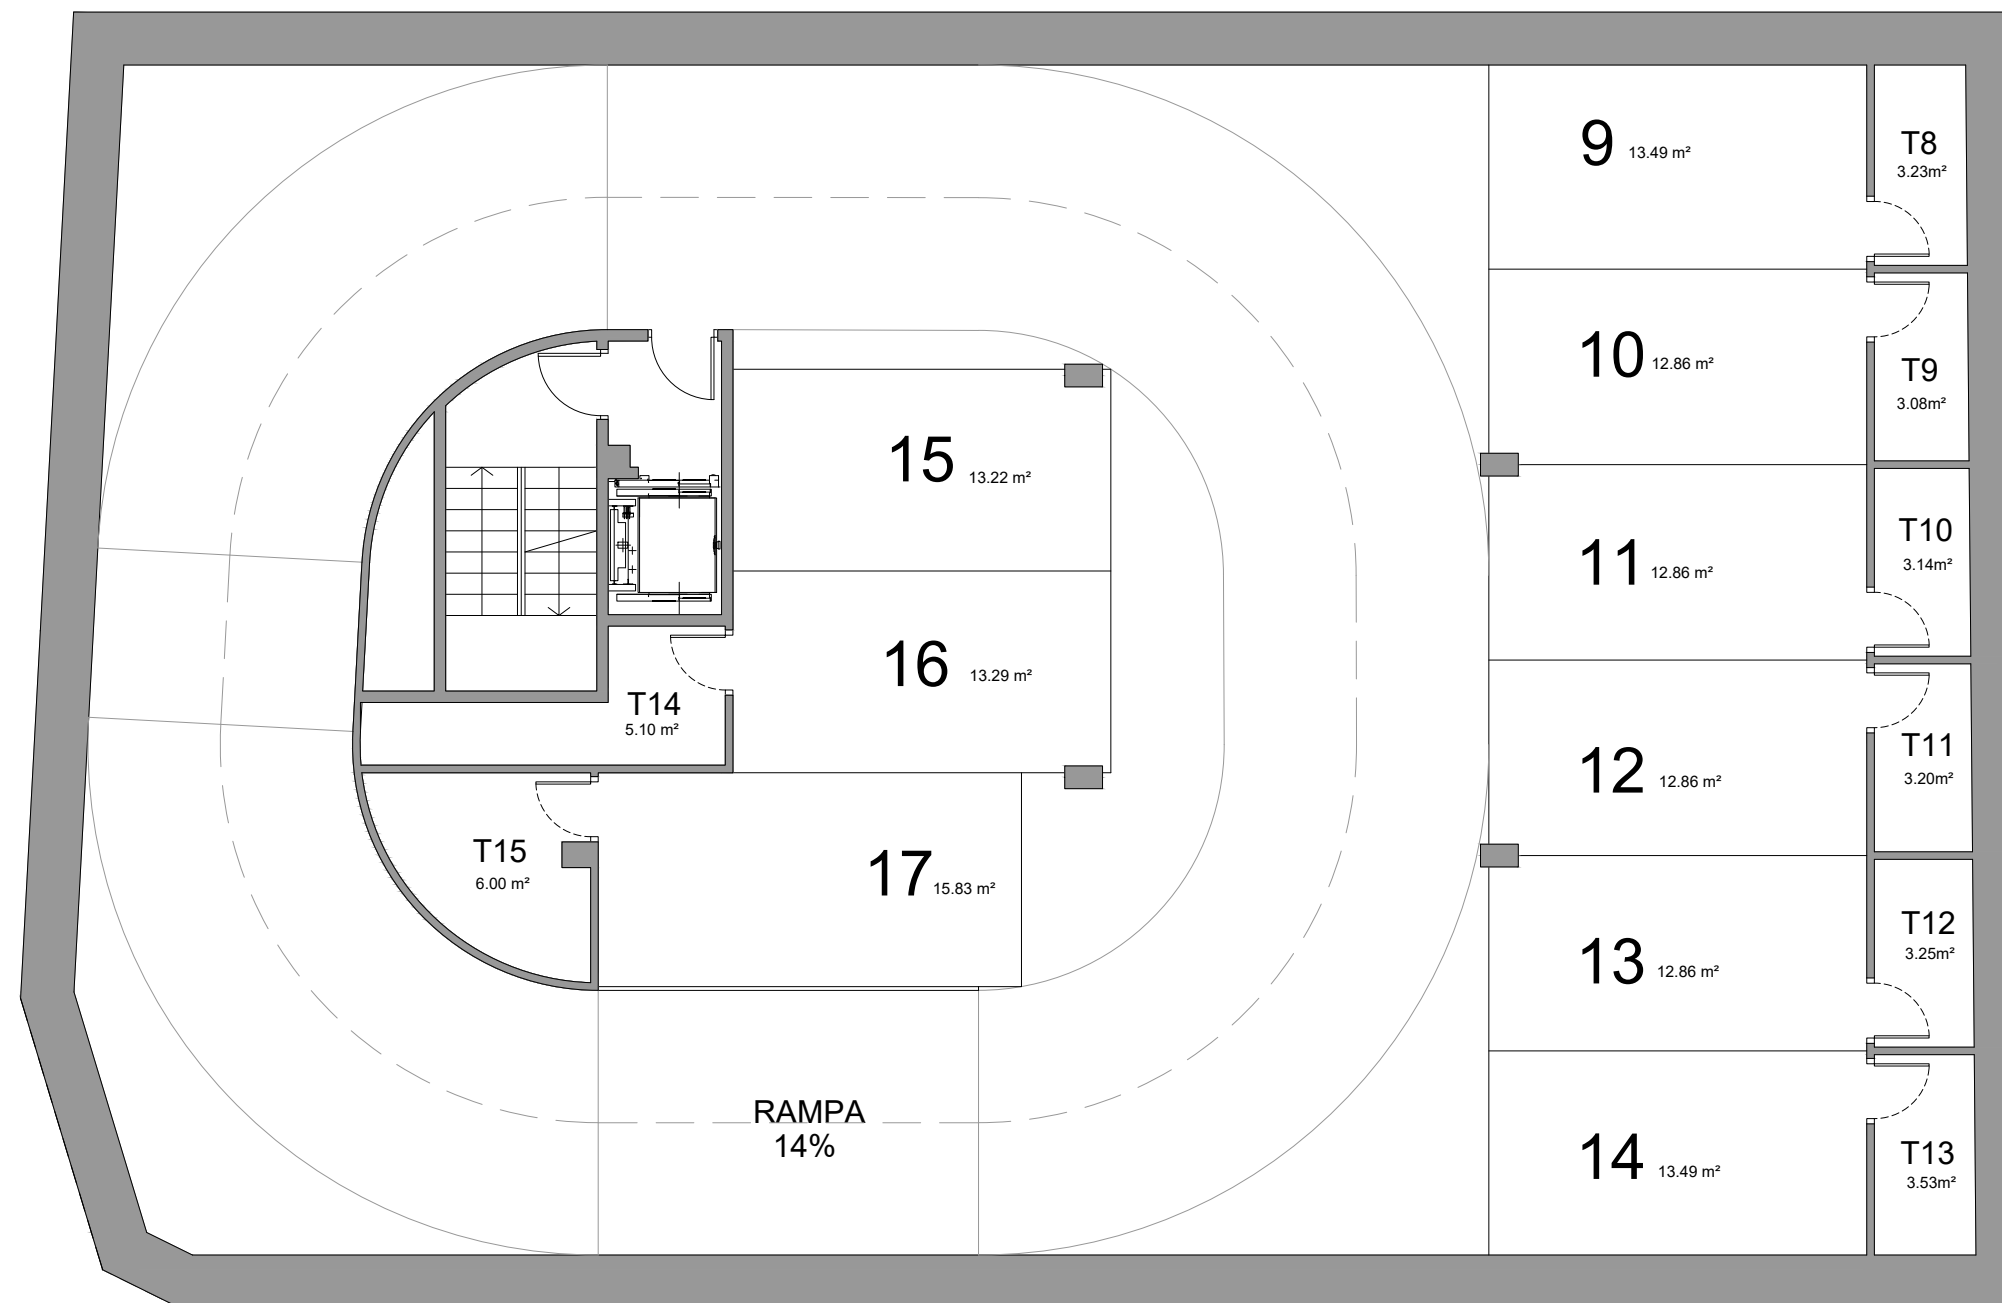 9 13.49 m²
T8
3.23m²
10 12.86 m²
T9
3.08m²
15 13.22 m²
11 12.86 m²
T10
3.14m²
16 13.29 m²
T14
5.10 m²
12 12.86 m²
T11
3.20m²
T15
6.00 m²
17 15.83 m²
13 12.86 m²
T12
3.25m²
RAMPA
14%
14 13.49 m²
T13
3.53m²